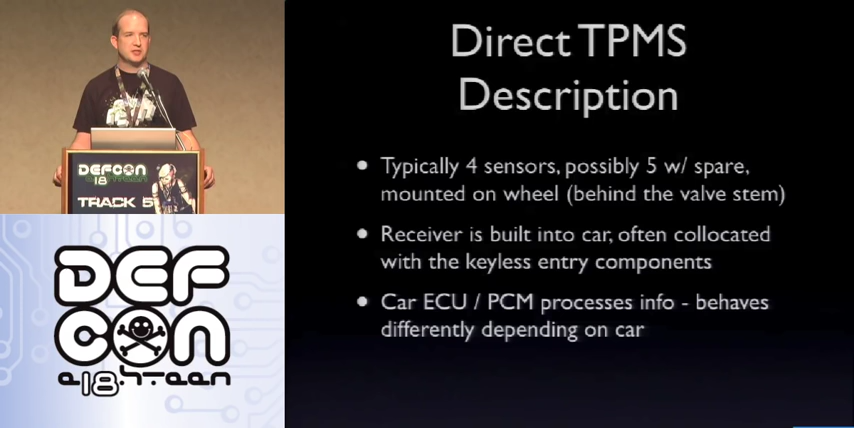 DEFCON
18
TRACK 5
DEF
CON
e18hteen
Direct TPMS
Description
• Typically 4 sensors, possibly 5 w/ spare,
mounted on wheel (behind the valve stem)
• Receiver is built into car, often collocated
with the keyless entry components
• Car ECU / PCM processes info - behaves
differently depending on car